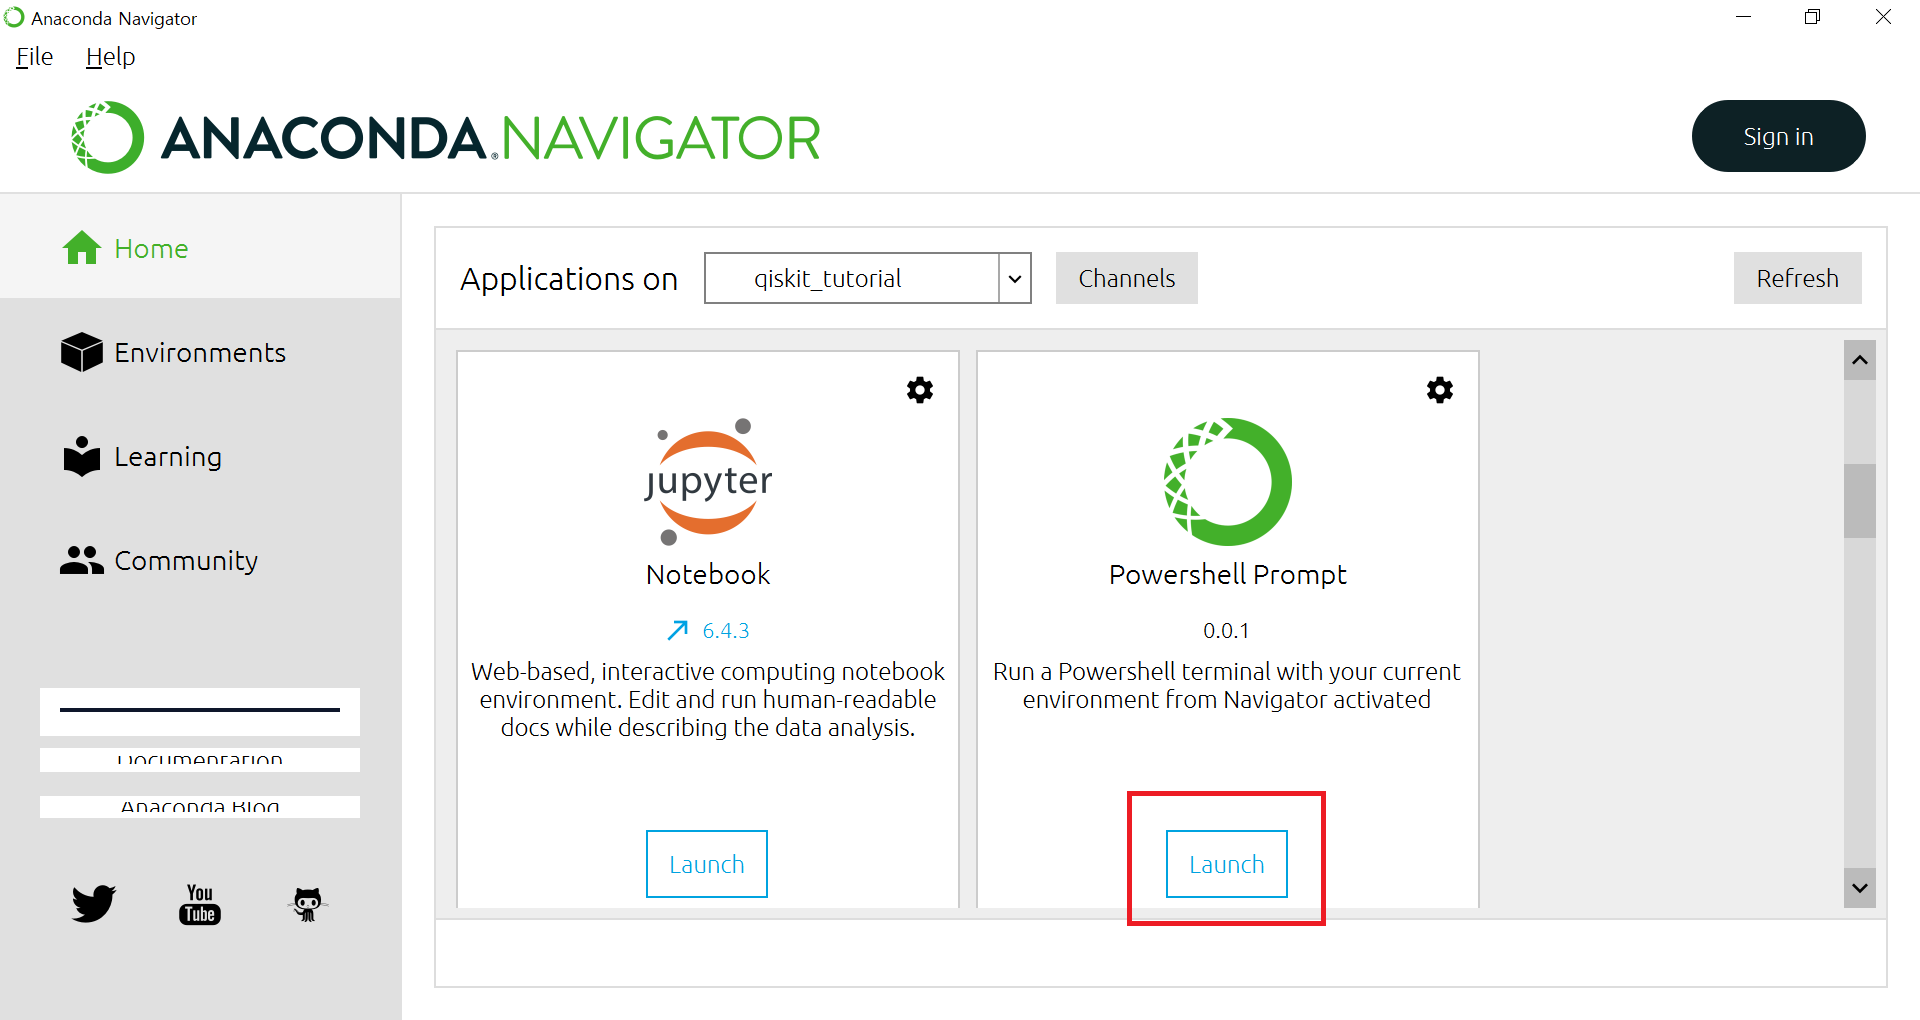 Anaconda Navigator
File Help
ANACONDA.NAVIGATOR
Sign in
Home
Environments
Learning
Community
Documentation
Anaconda Blog
You
Tube
Applications on qiskit_tutorial Channels Refresh
jupyter
Notebook
6.4.3
Web-based, interactive computing notebook
environment. Edit and run human-readable
docs while describing the data analysis.
Launch
Powershell Prompt
0.0.1
Run a Powershell terminal with your current
environment from Navigator activated
Launch